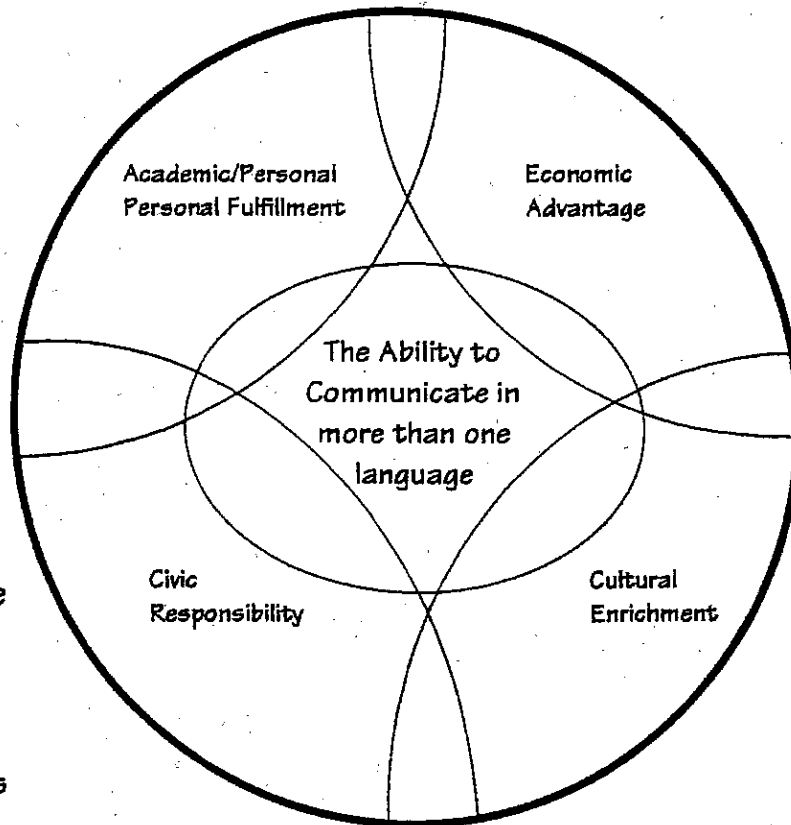 Academic/Personal
Personal Fulfillment
Economic
Advantage
The Ability to
Communicate in
more than one
language
Civic
Responsibility
Cultural
Enrichment